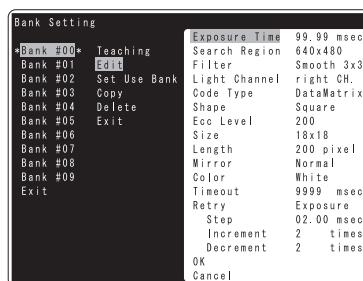 Bank Setting
*Bank #00*
Bank #01
Bank #02
Bank #03
Bank #04
Bank #05
Bank #06
Bank #07
Bank #08
Bank #09
Exit
Teaching
Edit
Set Use Bank
Copy
Delete
Exit
Exposure Time 99.99 msec
Search Region 640x480
Filter Smooth 3x3
Light Channel right CH.
Code Type DataMatrix
Shape Square
Ecc Level 200
Size 18x18
Length 200 pixel
Mirror Normal
Color White
Timeout 9999 msec
Retry Exposure
Step 02.00 msec
Increment 2 times
Decrement 2 times
OK
Cancel